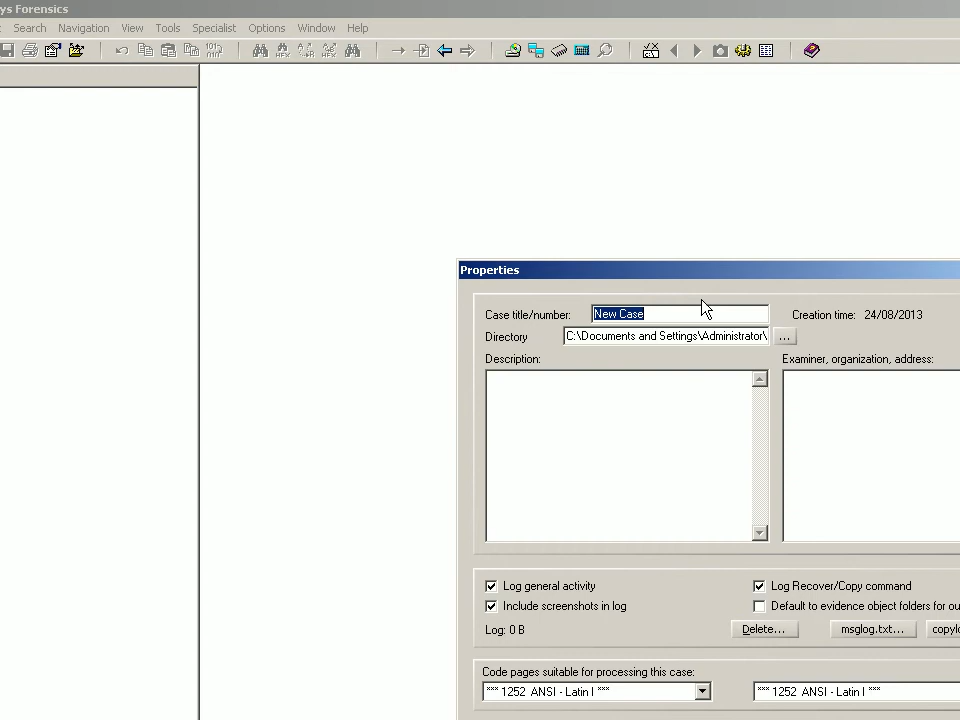 ys Forensics
Search Navigation View Tools Specialist Options Window Help
Properties
Case title/number: New Case Creation time: 24/08/2013
Directory C:\Documents and Settings\Administrator\ ...
Description: Examiner, organization, address:
Log general activity Log Recover/Copy command
Include screenshots in log Default to evidence object folders for ou
Log: 0 B Delete... msglog.txt... copylo
Code pages suitable for processing this case:
*** 1252 ANSI - Latin I *** *** 1252 ANSI - Latin I ***